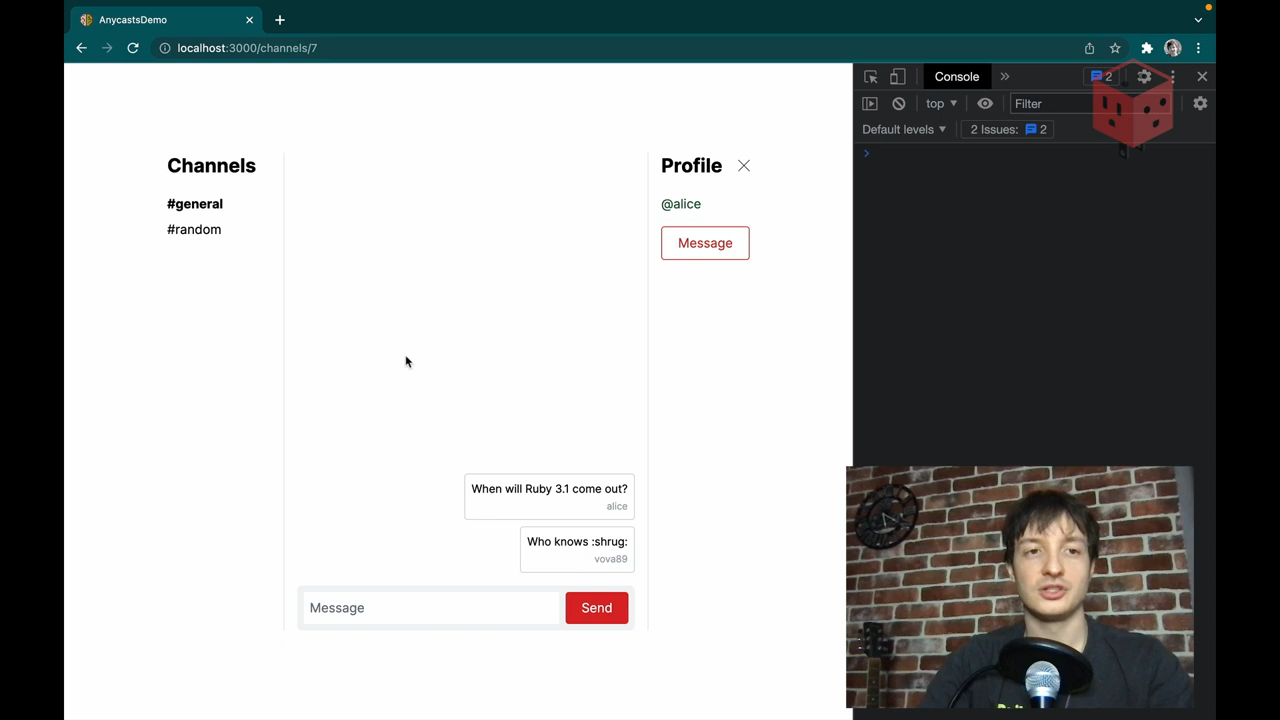 AnycastsDemo
localhost:3000/channels/7
Console
2
top
Filter
Default levels
2 Issues:
2
Channels
#general
#random
Profile
@alice
Message
When will Ruby 3.1 come out?
alice
Who knows :shrug:
vova89
Message
Send